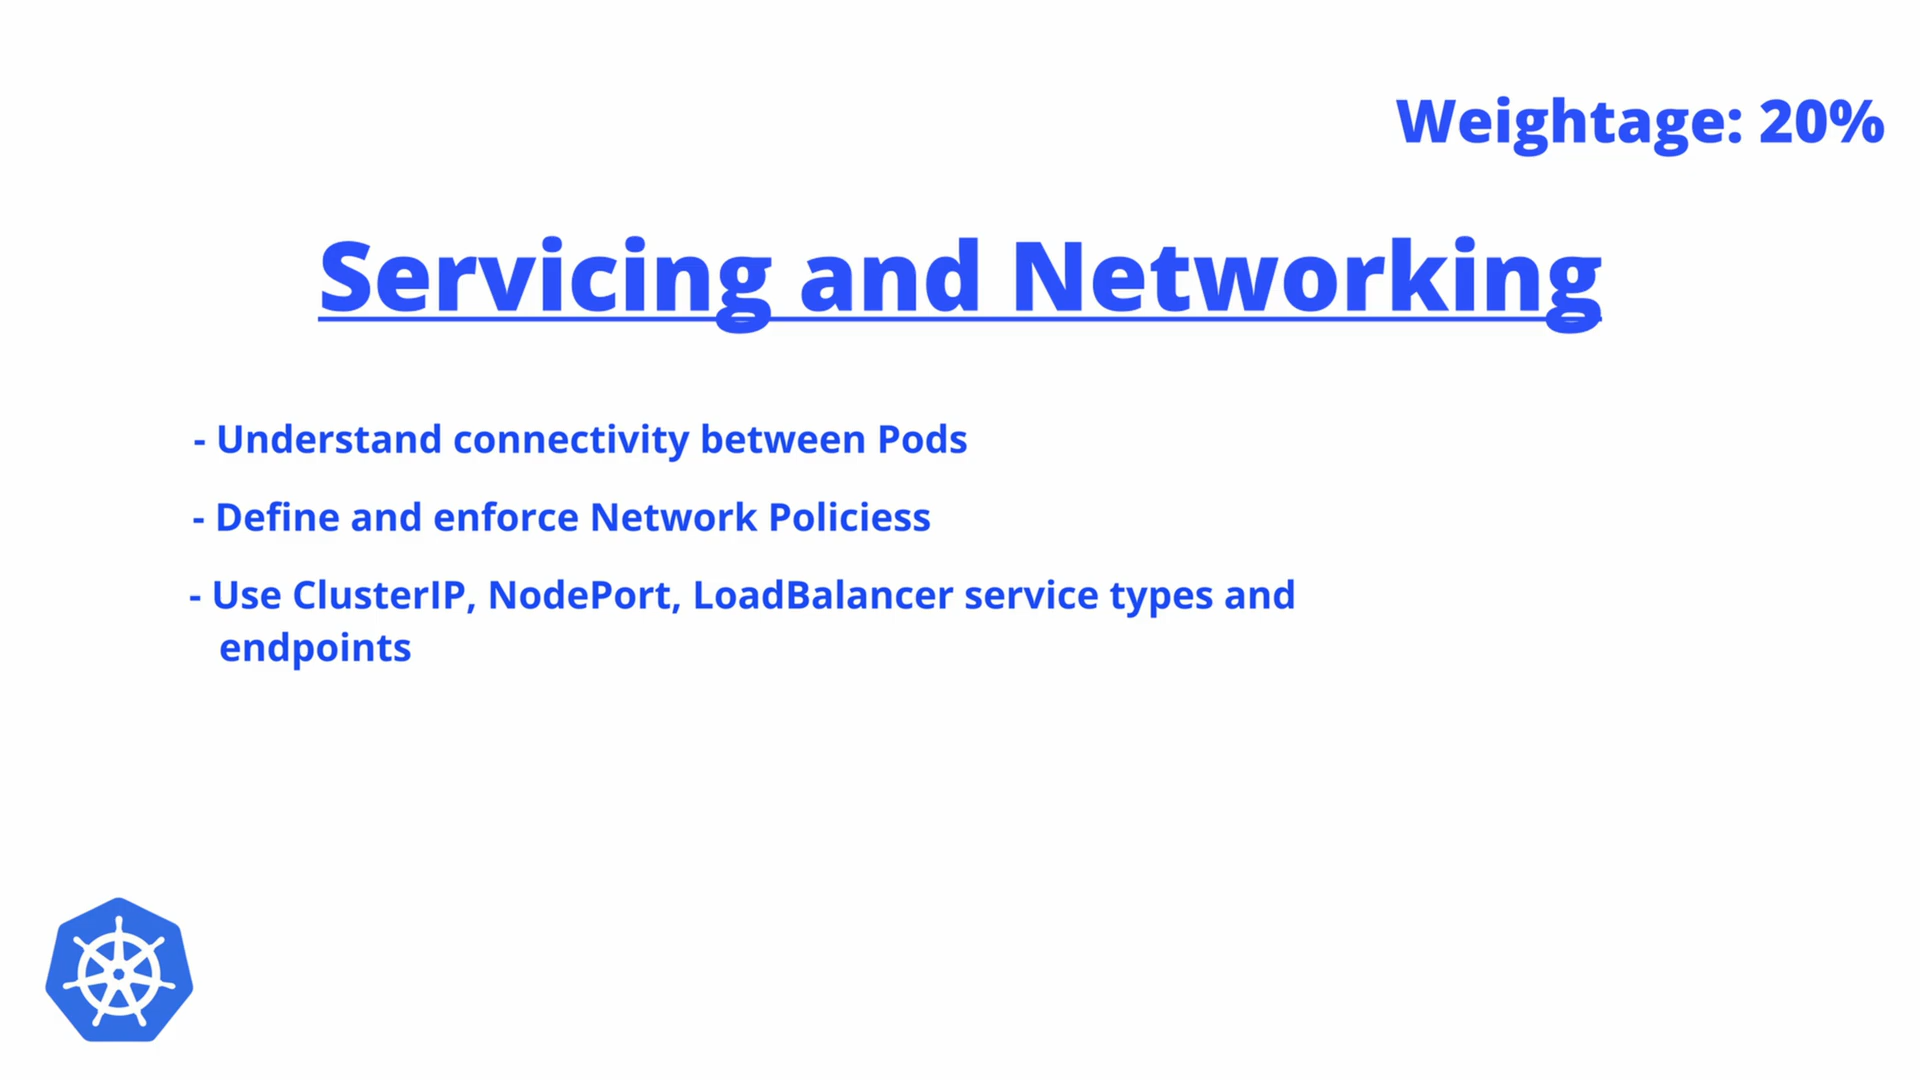 Weightage: 20%
Servicing and Networking
- Understand connectivity between Pods
- Define and enforce Network Policiess
- Use ClusterIP, NodePort, LoadBalancer service types and
endpoints